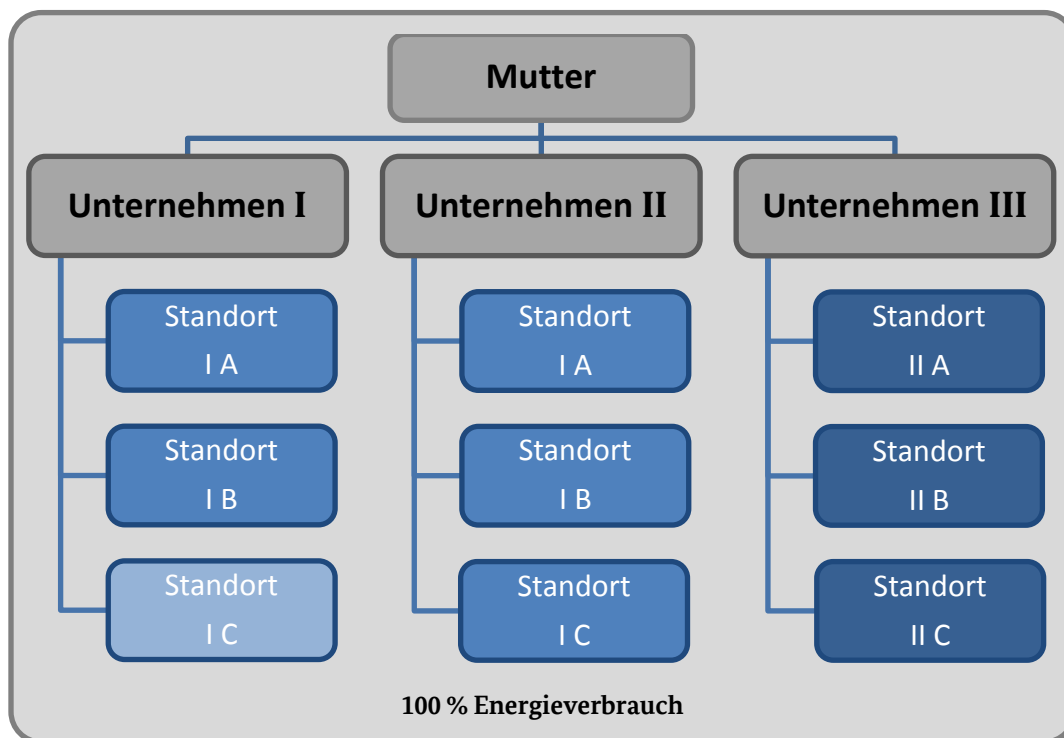 Mutter
Unternehmen I
Unternehmen II
Unternehmen III
Standort
I A
Standort
I A
Standort
II A
Standort
I B
Standort
I B
Standort
II B
Standort
I C
Standort
I C
Standort
II C
100 % Energieverbrauch